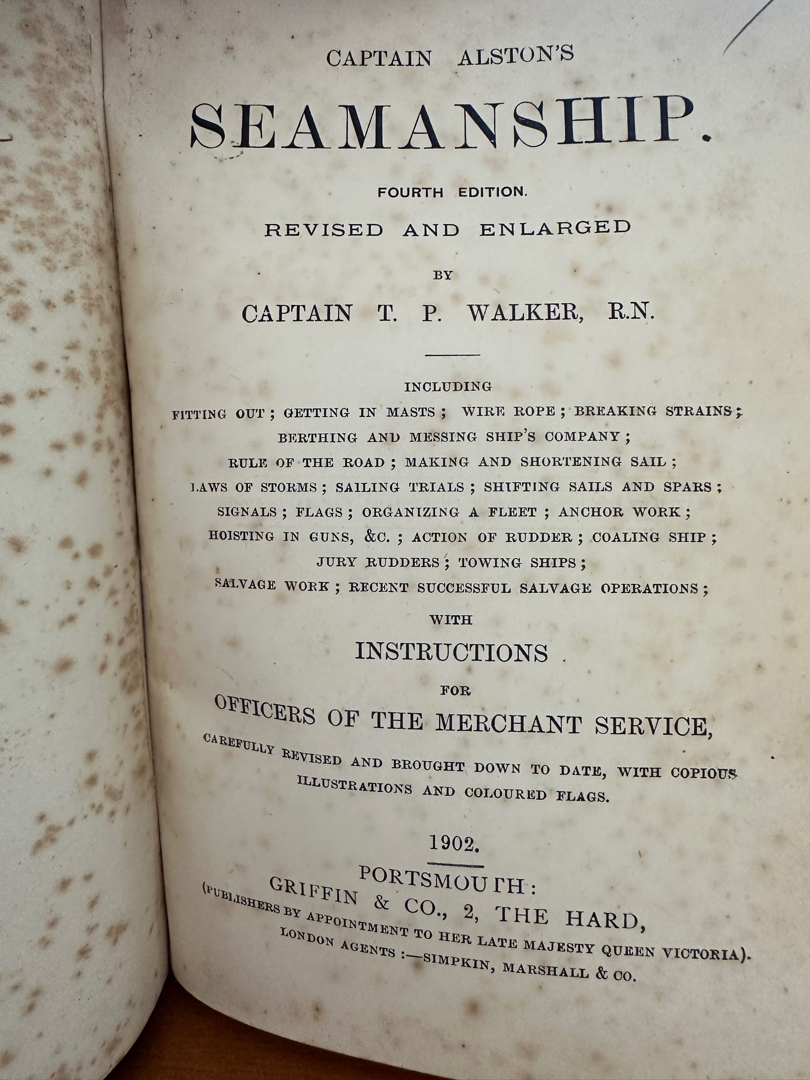 CAPTAIN ALSTON'S
SEAMANSHIP.
FOURTH EDITION.
REVISED AND ENLARGED
BY
CAPTAIN T. P. WALKER, R.N.
INCLUDING
FITTING OUT; GETTING IN MASTS; WIRE ROPE; BREAKING STRAINS;
BERTHING AND MESSING SHIP'S COMPANY;
RULE OF THE ROAD; MAKING AND SHORTENING SAIL;
LAWS OF STORMS; SAILING TRIALS; SHIFTING SAILS AND SPARS;
SIGNALS; FLAGS; ORGANIZING A FLEET; ANCHOR WORK;
HOISTING IN GUNS, &C.; ACTION OF RUDDER; COALING SHIP;
JURY RUDDERS; TOWING SHIPS;
SALVAGE WORK; RECENT SUCCESSFUL SALVAGE OPERATIONS;
WITH
INSTRUCTIONS
FOR
OFFICERS OF THE MERCHANT SERVICE,
CAREFULLY REVISED AND BROUGHT DOWN TO DATE, WITH COPIOUS
ILLUSTRATIONS AND COLOURED FLAGS.
1902.
PORTSMOUTH:
GRIFFIN & CO., 2, THE HARD,
(PUBLISHERS BY APPOINTMENT TO HER LATE MAJESTY QUEEN VICTORIA).
LONDON AGENTS:—SIMPKIN, MARSHALL & CO.